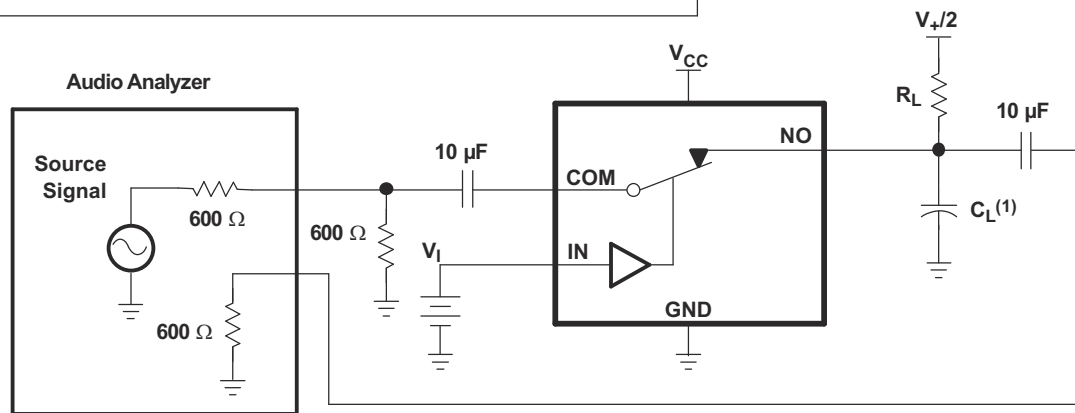 V+/2
VCC
Audio Analyzer
RL
10 µF
NO
10 µF
Source
Signal
COM
CL(1)
600 Ω
600 Ω
VI
IN
GND
600 Ω